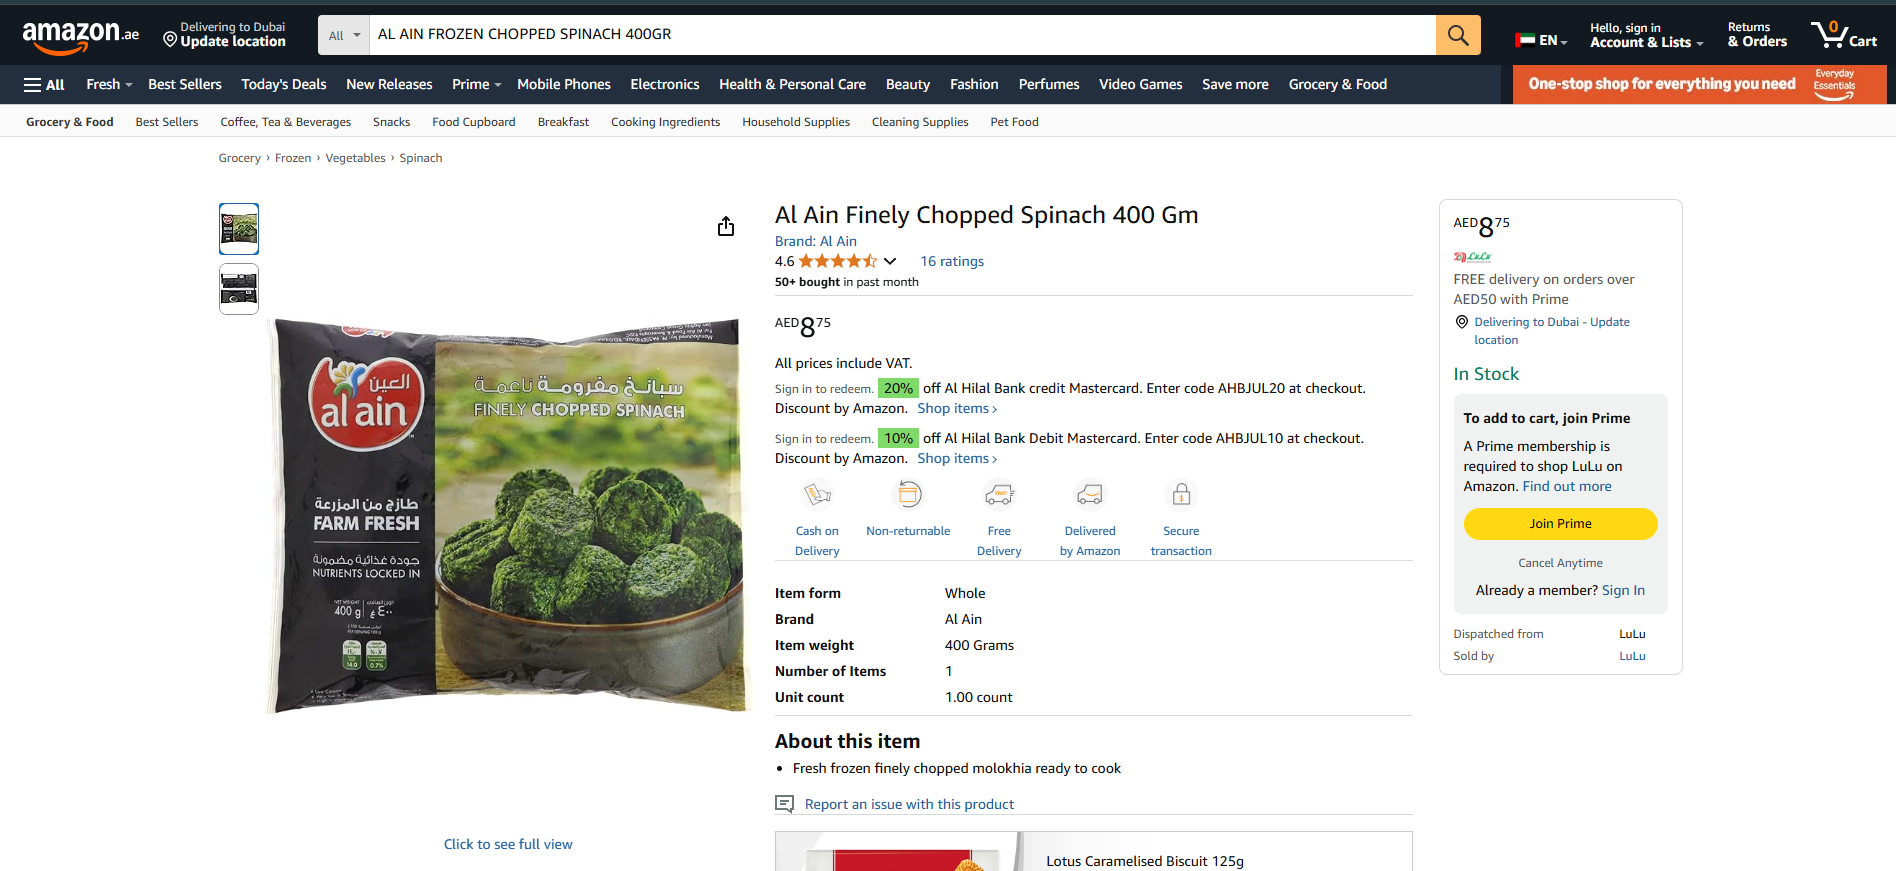 amazon.ae
Delivering to Dubai
Update location
All
AL AIN FROZEN CHOPPED SPINACH 400GR
EN
Hello, sign in
Account & Lists
Returns
& Orders
0
Cart
All
Fresh
Best Sellers
Today's Deals
New Releases
Prime
Mobile Phones
Electronics
Health & Personal Care
Beauty
Fashion
Perfumes
Video Games
Save more
Grocery & Food
One-stop shop for everything you need
Everyday
Essentials
Grocery & Food
Best Sellers
Coffee, Tea & Beverages
Snacks
Food Cupboard
Breakfast
Cooking Ingredients
Household Supplies
Cleaning Supplies
Pet Food
Grocery › Frozen › Vegetables › Spinach
العين
al ain
سبانخ مفرومة ناعمة
FINELY CHOPPED SPINACH
طازج من المزرعة
FARM FRESH
جودة غذائية مضمونة
NUTRIENTS LOCKED IN
NET WEIGHT
400 g
٤٠٠ غ
14.0
0.7%
Click to see full view
Al Ain Finely Chopped Spinach 400 Gm
Brand: Al Ain
4.6
16 ratings
50+ bought in past month
AED8 75
All prices include VAT.
Sign in to redeem. 20% off Al Hilal Bank credit Mastercard. Enter code AHBJUL20 at checkout.
Discount by Amazon. Shop items ›
Sign in to redeem. 10% off Al Hilal Bank Debit Mastercard. Enter code AHBJUL10 at checkout.
Discount by Amazon. Shop items ›
Cash on
Delivery
Non-returnable
Free
Delivery
Delivered
by Amazon
Secure
transaction
Item form Whole
Brand Al Ain
Item weight 400 Grams
Number of Items 1
Unit count 1.00 count
About this item
• Fresh frozen finely chopped molokhia ready to cook
Report an issue with this product
Lotus Caramelised Biscuit 125g
AED8 75
LuLu
FREE delivery on orders over
AED50 with Prime
Delivering to Dubai - Update
location
In Stock
To add to cart, join Prime
A Prime membership is
required to shop LuLu on
Amazon. Find out more
Join Prime
Cancel Anytime
Already a member? Sign In
Dispatched from LuLu
Sold by LuLu